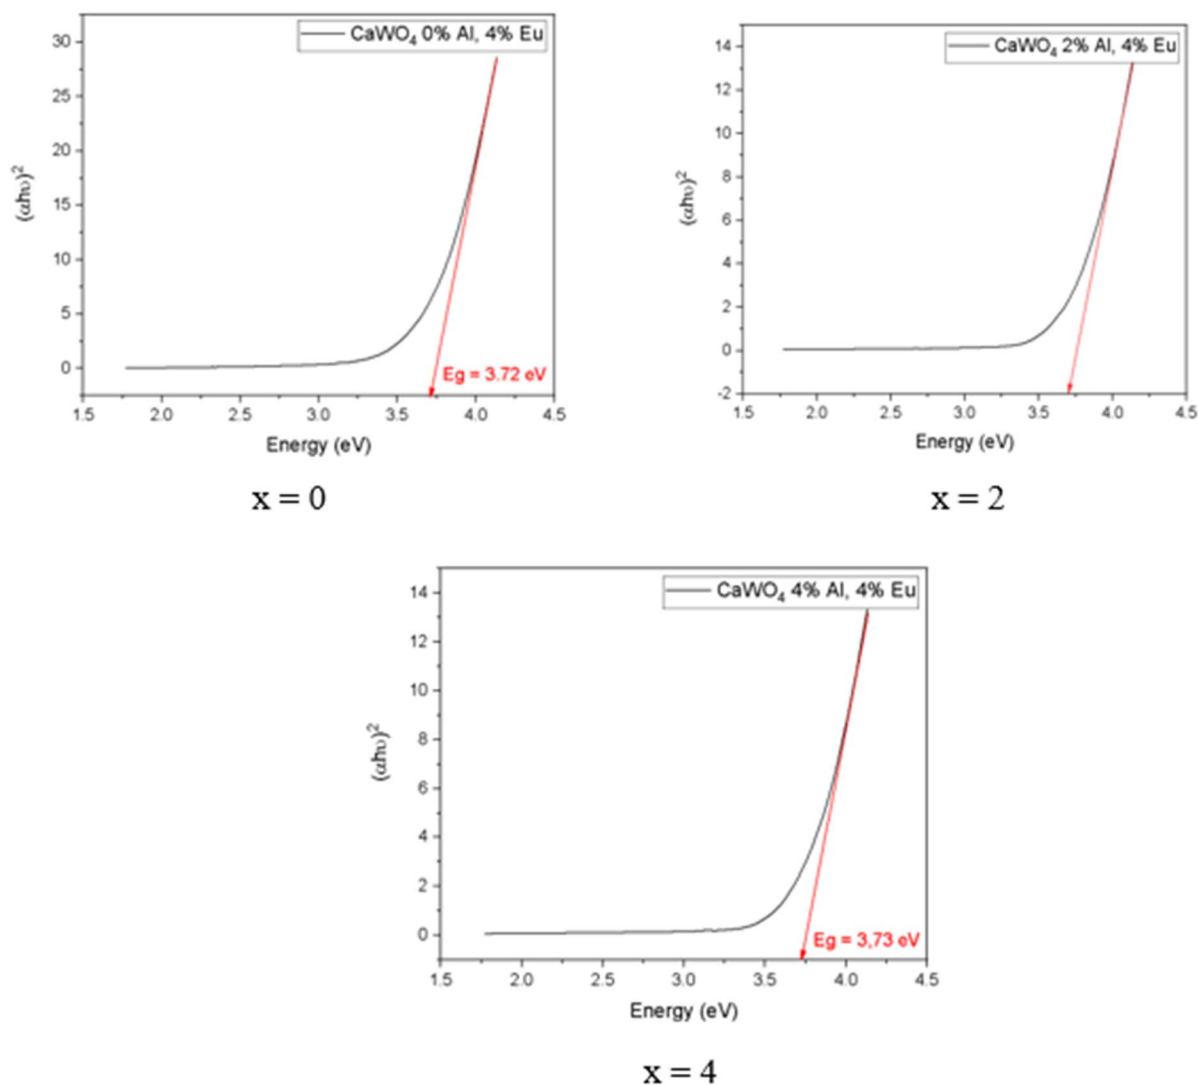 CaWO4 0% Al, 4% Eu
30
25
20
15
10
5
0
(αhυ)2
Eg = 3.72 eV
1.5 2.0 2.5 3.0 3.5 4.0 4.5
Energy (eV)
x = 0
CaWO4 2% Al, 4% Eu
14
12
10
8
6
4
2
0
-2
(αhυ)2
1.5 2.0 2.5 3.0 3.5 4.0 4.5
Energy (eV)
x = 2
CaWO4 4% Al, 4% Eu
14
12
10
8
6
4
2
0
(αhυ)2
Eg = 3,73 eV
1.5 2.0 2.5 3.0 3.5 4.0 4.5
Energy (eV)
x = 4